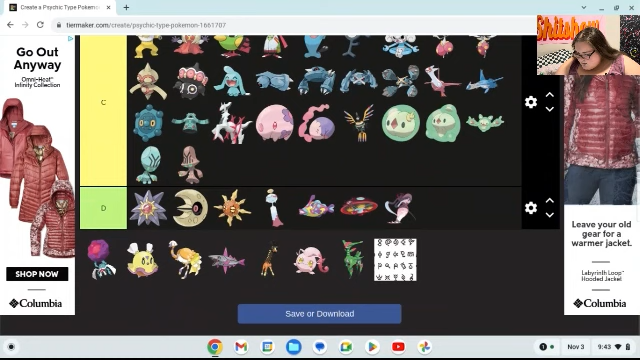 Create a Psychic Type Pokemon
tiermaker.com/create/psychic-type-pokemon-1661707
Go Out
Anyway
Omni-Heat™
Infinity Collection
SHOP NOW
Columbia
C
D
Save or Download
Leave your
old gear for a
warmer jacket.
Labyrinth Loop™
Hooded Jacket
Columbia
Nov 3
9:43